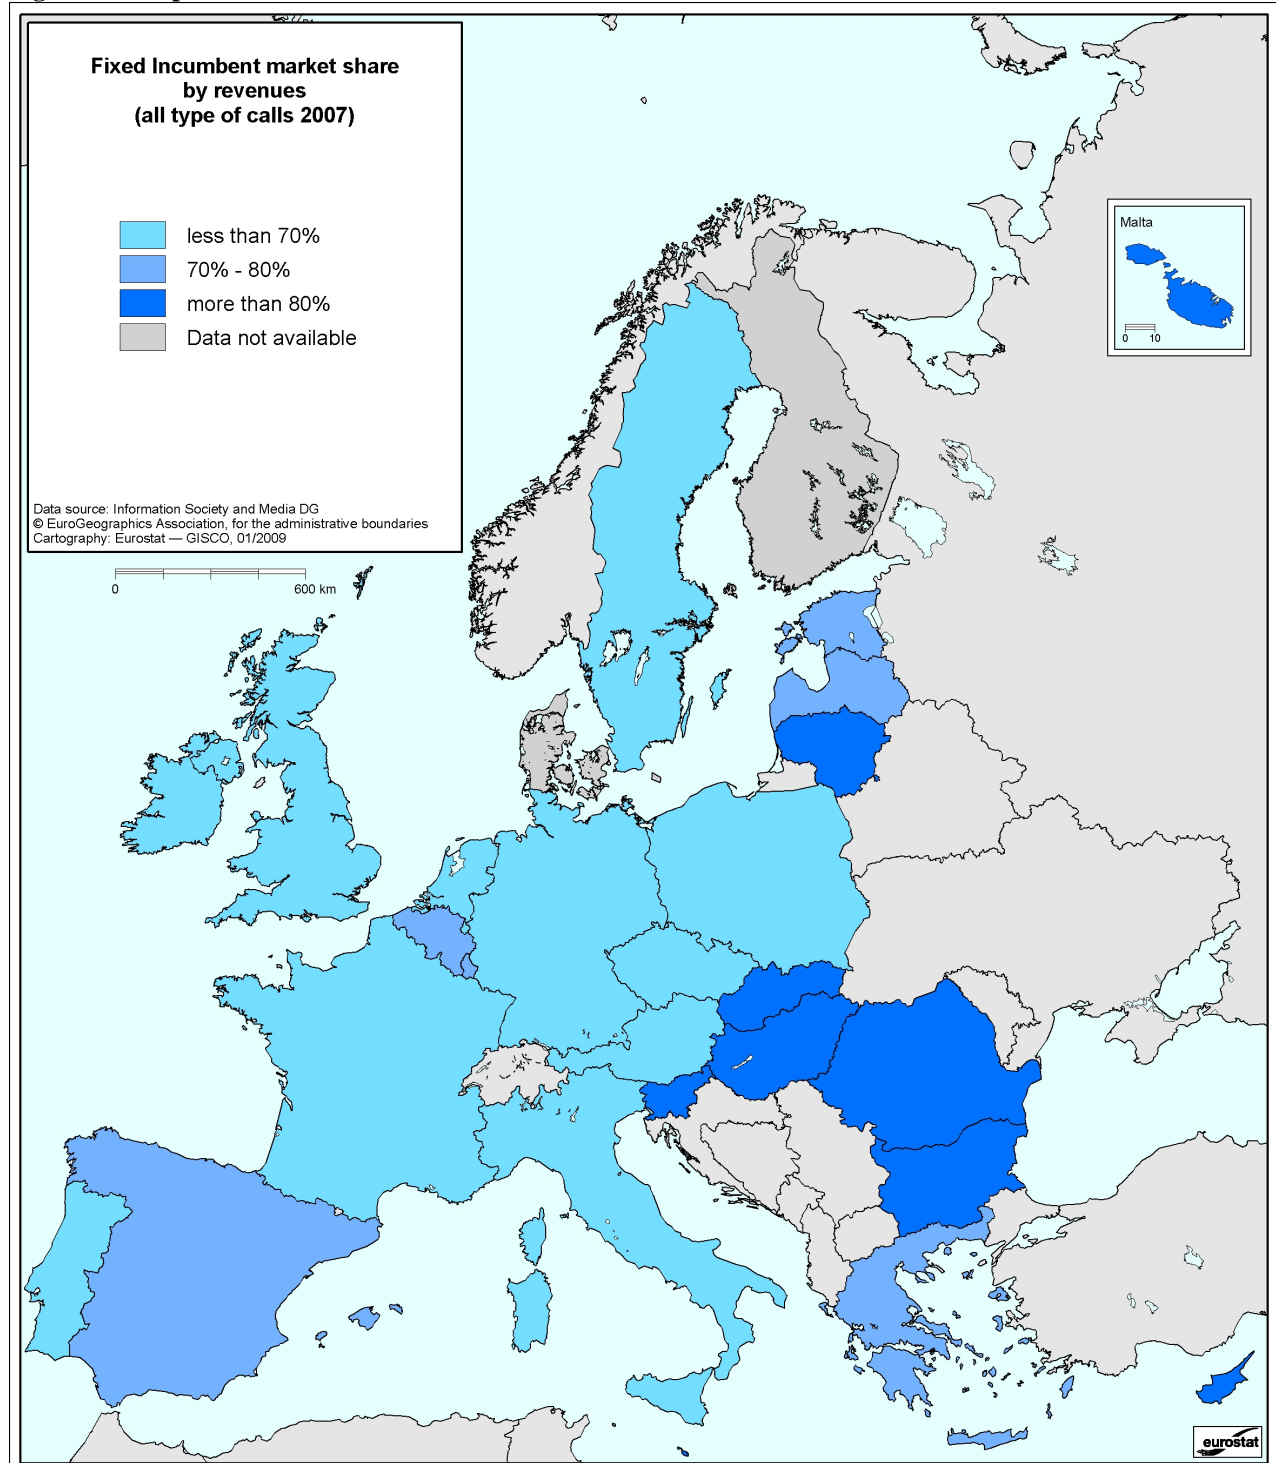 Fixed Incumbent market share
by revenues
(all type of calls 2007)
less than 70%
70% - 80%
more than 80%
Data not available
Data source: Information Society and Media DG
© EuroGeographics Association, for the administrative boundaries
Cartography: Eurostat — GISCO, 01/2009
0 600 km
Malta
0 10
eurostat